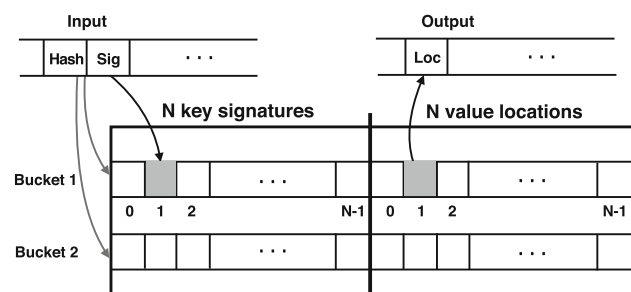 Input
Output
Hash Sig ...
Loc ...
N key signatures
N value locations
Bucket 1
...
...
0 1 2 N-1 0 1 2 N-1
Bucket 2
...
...